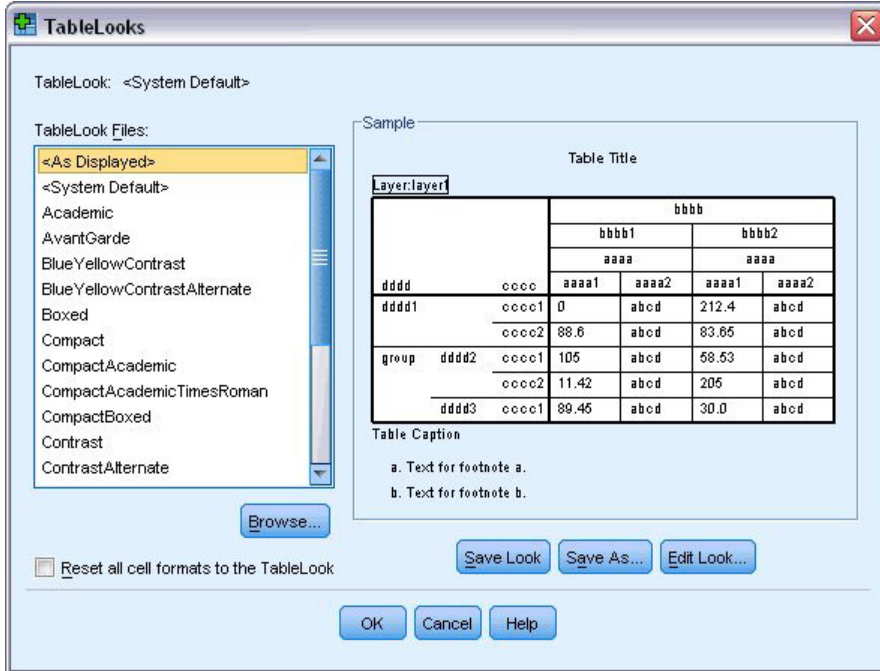 TableLooks
TableLook: <System Default>
TableLook Files:
<As Displayed>
<System Default>
Academic
AvantGarde
BlueYellowContrast
BlueYellowContrastAlternate
Boxed
Compact
CompactAcademic
CompactAcademicTimesRoman
CompactBoxed
Contrast
ContrastAlternate
Browse...
Reset all cell formats to the TableLook
Sample
Table Title
Layer:layer1
bbbb
bbbb1 bbbb2
aaaa aaaa
dddd cccc aaaa1 aaaa2 aaaa1 aaaa2
dddd1 cccc1 0 abcd 212.4 abcd
cccc2 88.6 abcd 83.65 abcd
group dddd2 cccc1 105 abcd 58.53 abcd
cccc2 11.42 abcd 205 abcd
dddd3 cccc1 89.45 abcd 30.0 abcd
Table Caption
a. Text for footnote a.
b. Text for footnote b.
Save Look Save As... Edit Look...
OK Cancel Help